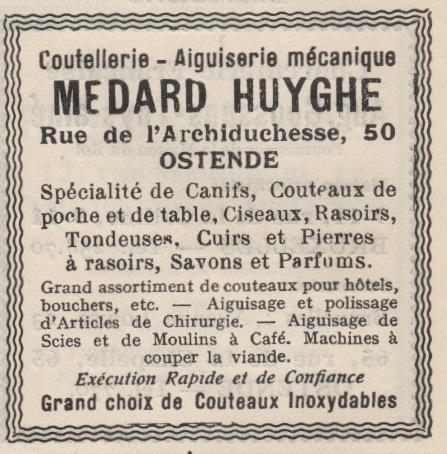 Coutellerie - Aiguiserie mécanique
MEDARD HUYGHE
Rue de l'Archiduchesse, 50
OSTENDE
Spécialité de Canifs, Couteaux de
poche et de table, Ciseaux, Rasoirs,
Tondeuses, Cuirs et Pierres
à rasoirs, Savons et Parfums.
Grand assortiment de couteaux pour hôtels,
bouchers, etc. — Aiguisage et polissage
d'Articles de Chirurgie. — Aiguisage de
Scies et de Moulins à Café. Machines à
couper la viande.
Exécution Rapide et de Confiance
Grand choix de Couteaux Inoxydables